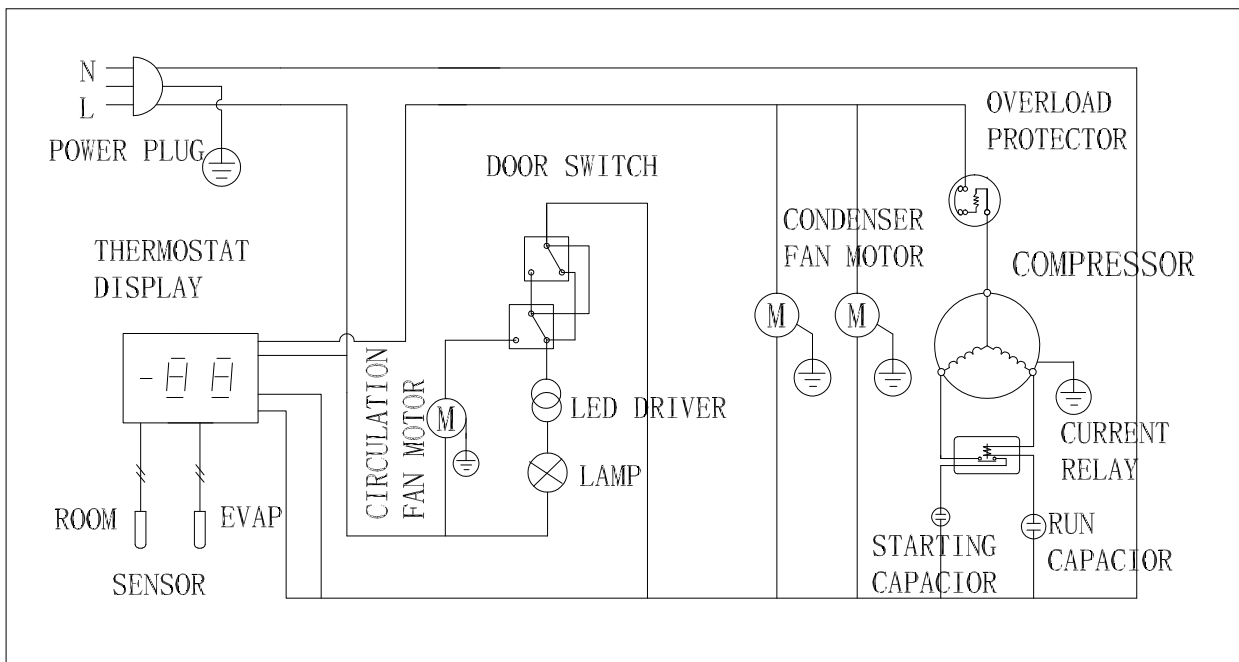 N
L
POWER PLUG
OVERLOAD
PROTECTOR
DOOR SWITCH
CONDENSER
FAN MOTOR
THERMOSTAT
DISPLAY
COMPRESSOR
M
M
-88
CIRCULATION
FAN MOTOR
M
LED DRIVER
LAMP
CURRENT
RELAY
ROOM
EVAP
SENSOR
STARTING
CAPACIOR
RUN
CAPACIOR